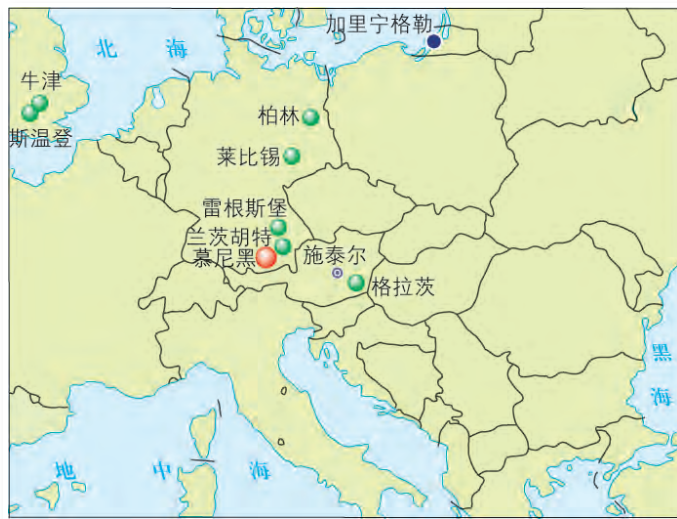 加里宁格勒
北海
牛津
斯温登
柏林
莱比锡
雷根斯堡
兰茨胡特
慕尼黑
施泰尔
格拉茨
黑海
地中海